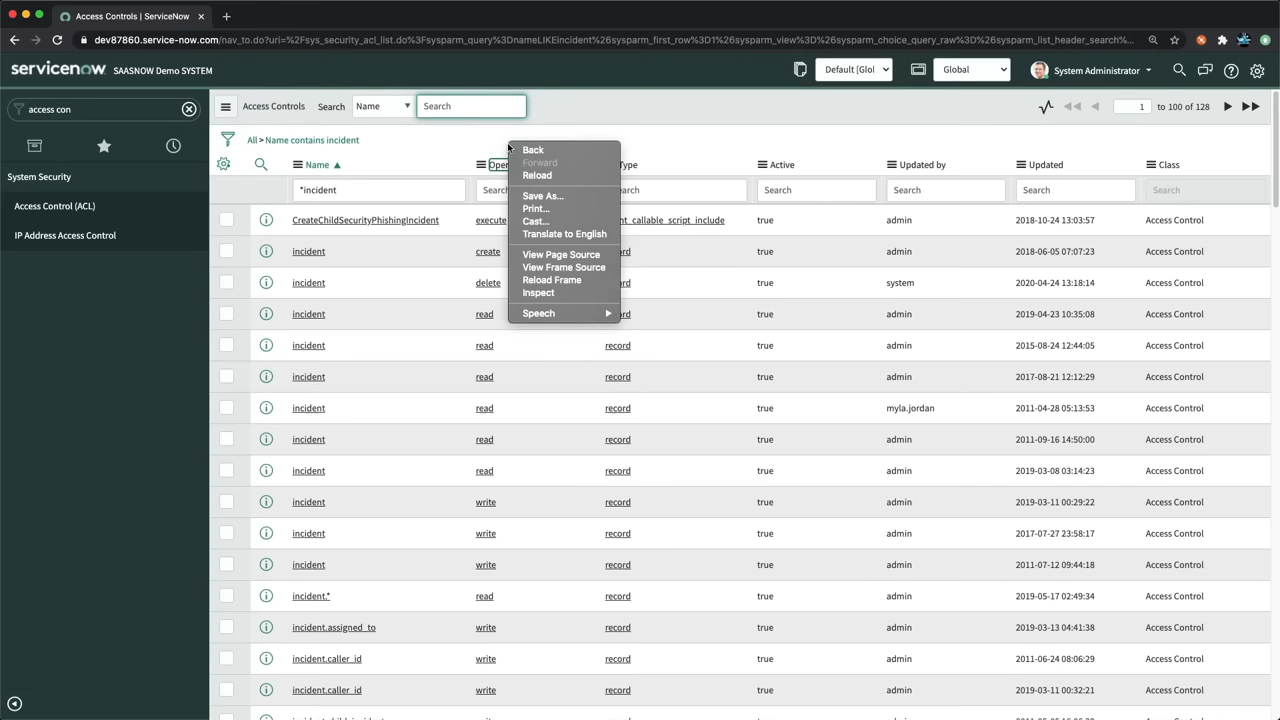 Access Controls | ServiceNow
dev87860.service-now.com/nav_to.do?uri=%2Fsys_security_acl_list.do%3Fsysparm_query%3DnameLIKEincident%26sysparm_first_row%3D1%26sysparm_view%3D%26sysparm_choice_query_raw%3D%26sysparm_list_header_search%...
servicenow SAASNOW Demo SYSTEM
Default [Glol
Global
System Administrator
access con
Access Controls Search Name Search
1 to 100 of 128
All > Name contains incident
System Security
Access Control (ACL)
IP Address Access Control
Name Oper Type Active Updated by Updated Class
*incident Search Search Search Search Search
CreateChildSecurityPhishingIncident execute nt_callable_script_include true admin 2018-10-24 13:03:57 Access Control
incident create rd true admin 2018-06-05 07:07:23 Access Control
incident delete rd true system 2020-04-24 13:18:14 Access Control
incident read rd true admin 2019-04-23 10:35:08 Access Control
incident read record true admin 2015-08-24 12:44:05 Access Control
incident read record true admin 2017-08-21 12:12:29 Access Control
incident read record true myla.jordan 2011-04-28 05:13:53 Access Control
incident read record true admin 2011-09-16 14:50:00 Access Control
incident read record true admin 2019-03-08 03:14:23 Access Control
incident write record true admin 2019-03-11 00:29:22 Access Control
incident write record true admin 2017-07-27 23:58:17 Access Control
incident write record true admin 2011-07-12 09:44:18 Access Control
incident.* read record true admin 2019-05-17 02:49:34 Access Control
incident.assigned_to write record true admin 2019-03-13 04:41:38 Access Control
incident.caller_id write record true admin 2011-06-24 08:06:29 Access Control
incident.caller_id write record true admin 2019-03-11 00:32:21 Access Control
Back
Forward
Reload
Save As...
Print...
Cast...
Translate to English
View Page Source
View Frame Source
Reload Frame
Inspect
Speech